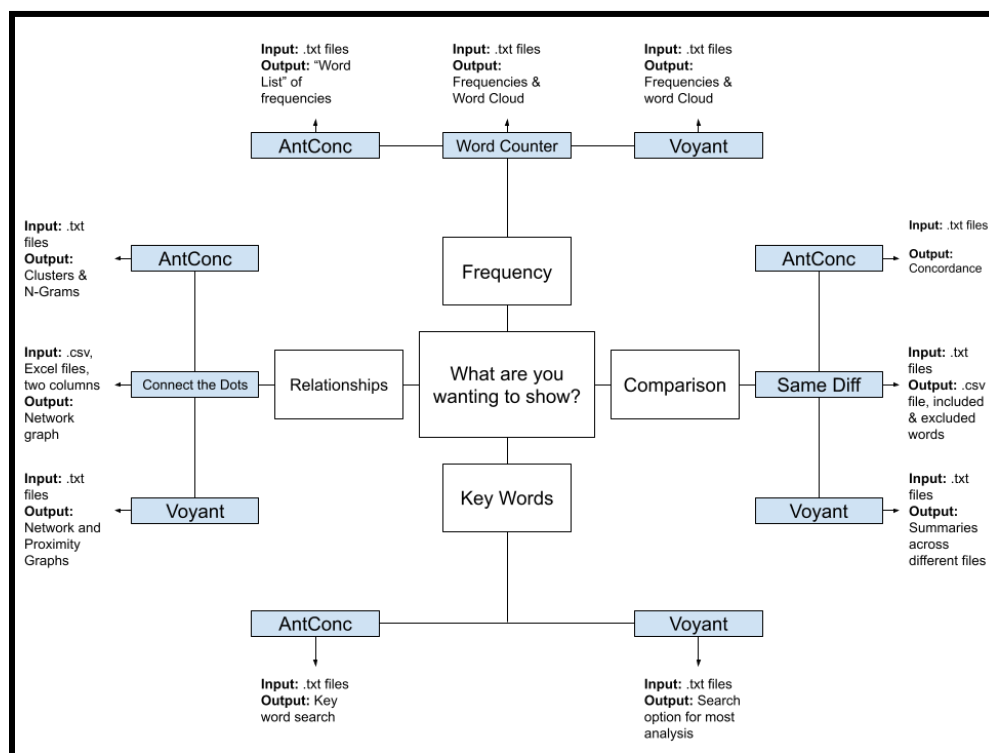 Input: .txt files
Output: “Word
List” of
frequencies
Input: .txt files
Output:
Frequencies &
Word Cloud
Input: .txt files
Output:
Frequencies &
word Cloud
AntConc
Word Counter
Voyant
Input: .txt
files
Output:
Clusters &
N-Grams
AntConc
Frequency
AntConc
Input: .txt files
Output:
Concordance
Input: .csv,
Excel files,
two columns
Output:
Network
graph
Connect the Dots
Relationships
What are you
wanting to show?
Comparison
Same Diff
Input: .txt
files
Output: .csv
file, included
& excluded
words
Input: .txt
files
Output:
Network and
Proximity
Graphs
Voyant
Key Words
Voyant
Input: .txt
files
Output:
Summaries
across
different files
AntConc
Voyant
Input: .txt files
Output: Key
word search
Input: .txt files
Output: Search
option for most
analysis